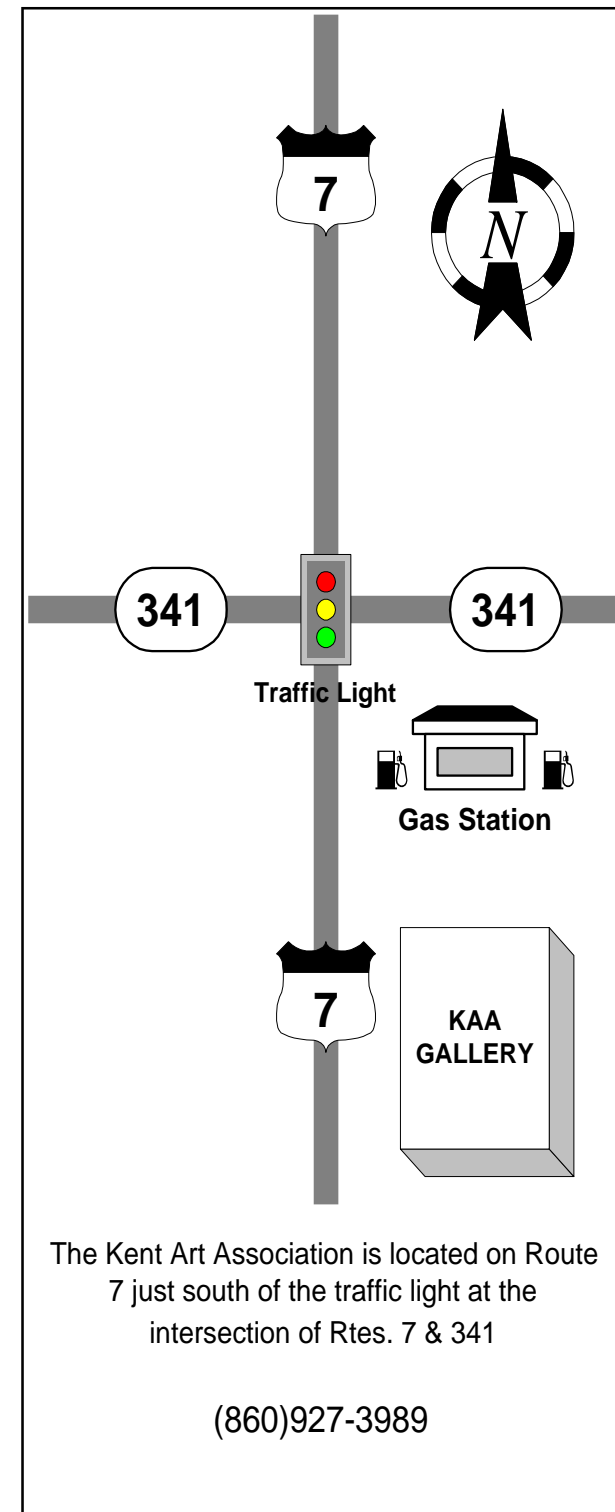 7
N
341
341
Traffic Light
Gas Station
7
KAA
GALLERY
The Kent Art Association is located on Route
7 just south of the traffic light at the
intersection of Rtes. 7 & 341
(860)927-3989